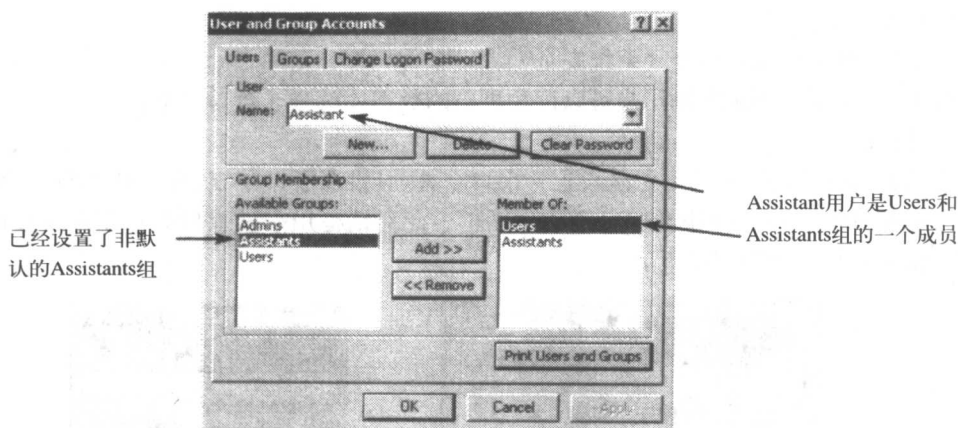 User and Group Accounts
Users Groups Change Logon Password
User
Name: Assistant
New... Delete Clear Password
Group Membership
Available Groups: Member Of:
Admins
Assistants
Users
Add >>
<< Remove
Users
Assistants
Print Users and Groups
OK Cancel Apply
已经设置了非默
认的Assistants组
Assistant用户是Users和
Assistants组的一个成员